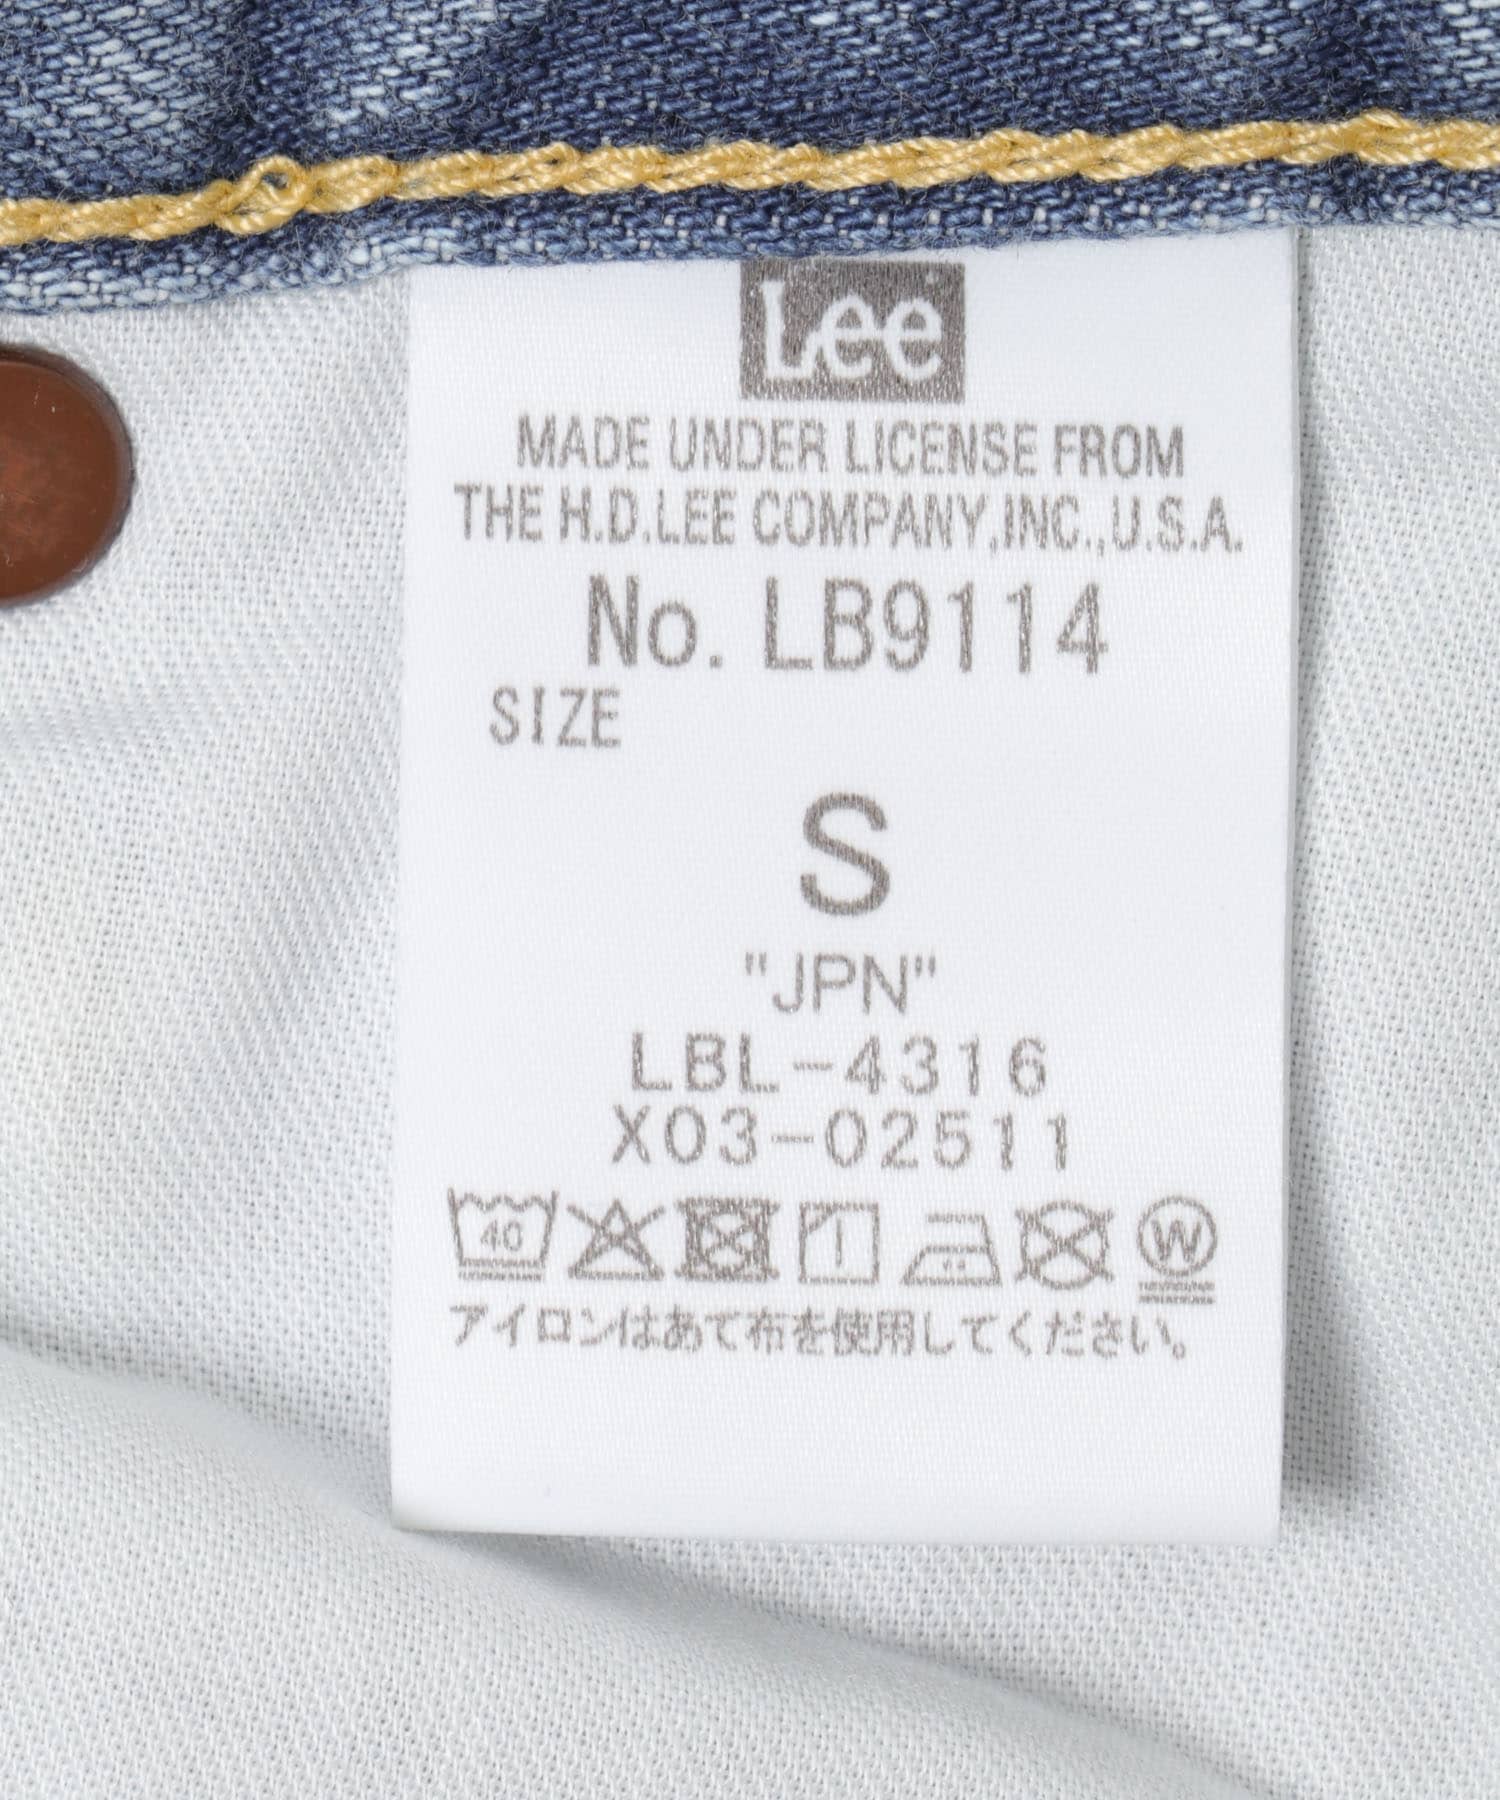 Lee
MADE UNDER LICENSE FROM
THE H.D.LEE COMPANY,INC.,U.S.A.
No. LB9114
SIZE
S
"JPN"
LBL-4316
X03-02511
40 W
アイロンはあて布を使用してください。